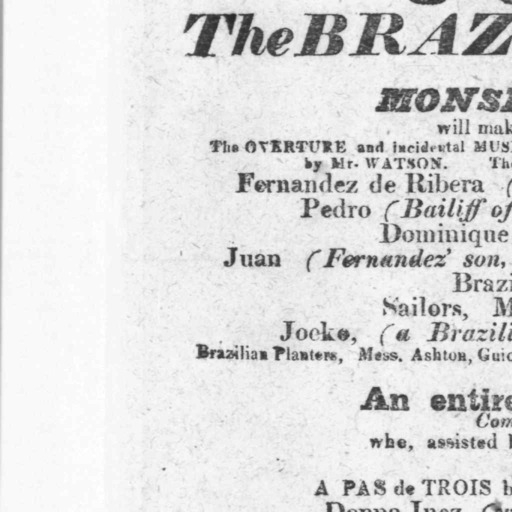 The BRAZ
MONS
will mak
The OVERTURE and incidental MUS
by Mr. WATSON. Th
Fernandez de Ribera (
Pedro (Bailiff of
Dominique
Juan (Fernandez' son,
Brazi
Sailors, M
Jocko, (a Brazili
Brazilian Planters, Mess. Ashton, Guic
An entire
Com
who, assisted
A PAS de TROIS b
Donna Inez